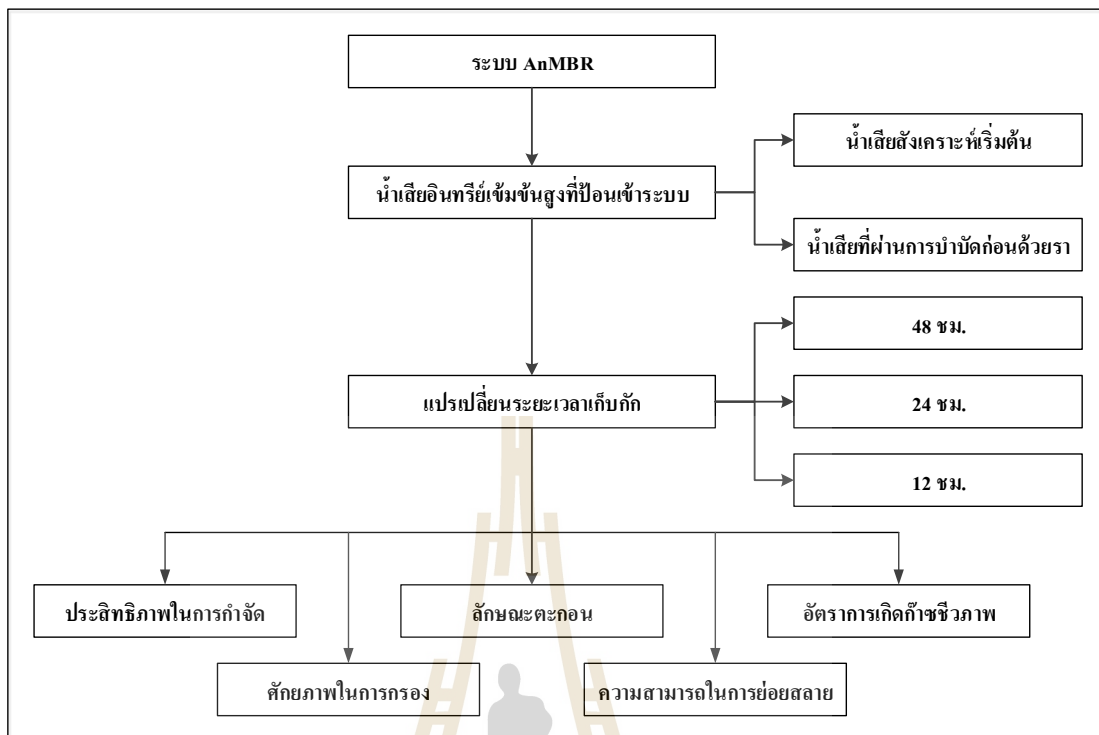 ระบบ AnMBR
น้ำเสียสังเคราะห์เริ่มต้น
น้ำเสียอินทรีย์เข้มข้นสูงที่ป้อนเข้าระบบ
น้ำเสียที่ผ่านการบำบัดก่อนด้วยรา
48 ชม.
แปรเปลี่ยนระยะเวลาเก็บกัก
24 ชม.
12 ชม.
ประสิทธิภาพในการกำจัด
ลักษณะตะกอน
อัตราการเกิดก๊าซชีวภาพ
ศักยภาพในการกรอง
ความสามารถในการย่อยสลาย